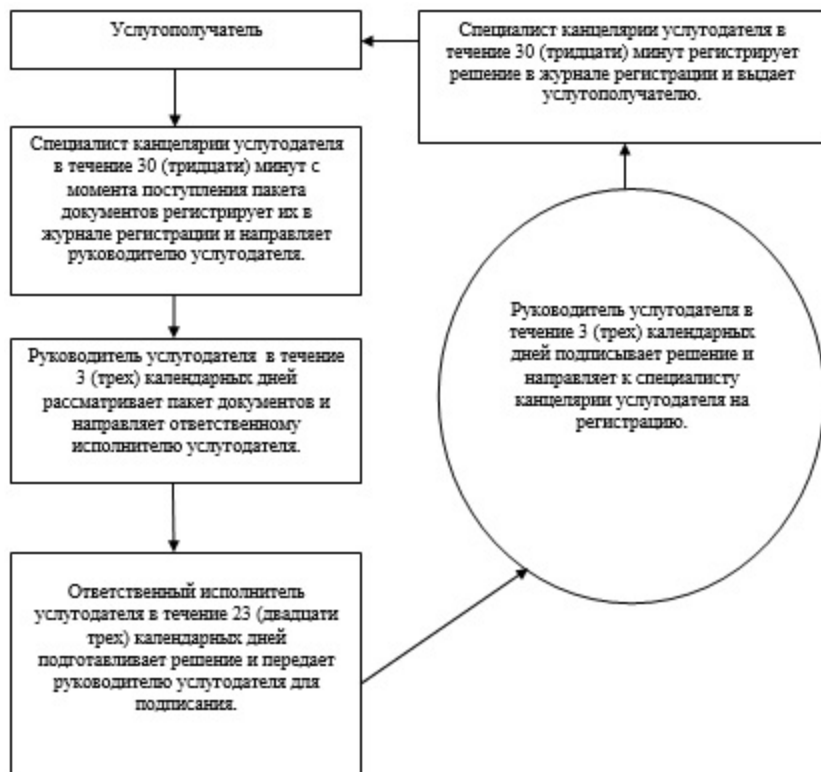 Услугополучатель
Специалист канцелярии услугодателя
в течение 30 (тридцати) минут с
момента поступления пакета
документов регистрирует их в
журнале регистрации и направляет
руководителю услугодателя.
Руководитель услугодателя в течение
3 (трех) календарных дней
рассматривает пакет документов и
направляет ответственному
исполнителю услугодателя.
Ответственный исполнитель
услугодателя в течение 23 (двадцати
трех) календарных дней
подготавливает решение и передает
руководителю услугодателя для
подписания.
Руководитель услугодателя в
течение 3 (трех) календарных
дней подписывает решение и
направляет к специалисту
канцелярии услугодателя на
регистрацию.
Специалист канцелярии услугодателя в
течение 30 (тридцати) минут регистрирует
решение в журнале регистрации и выдает
услугополучателю.